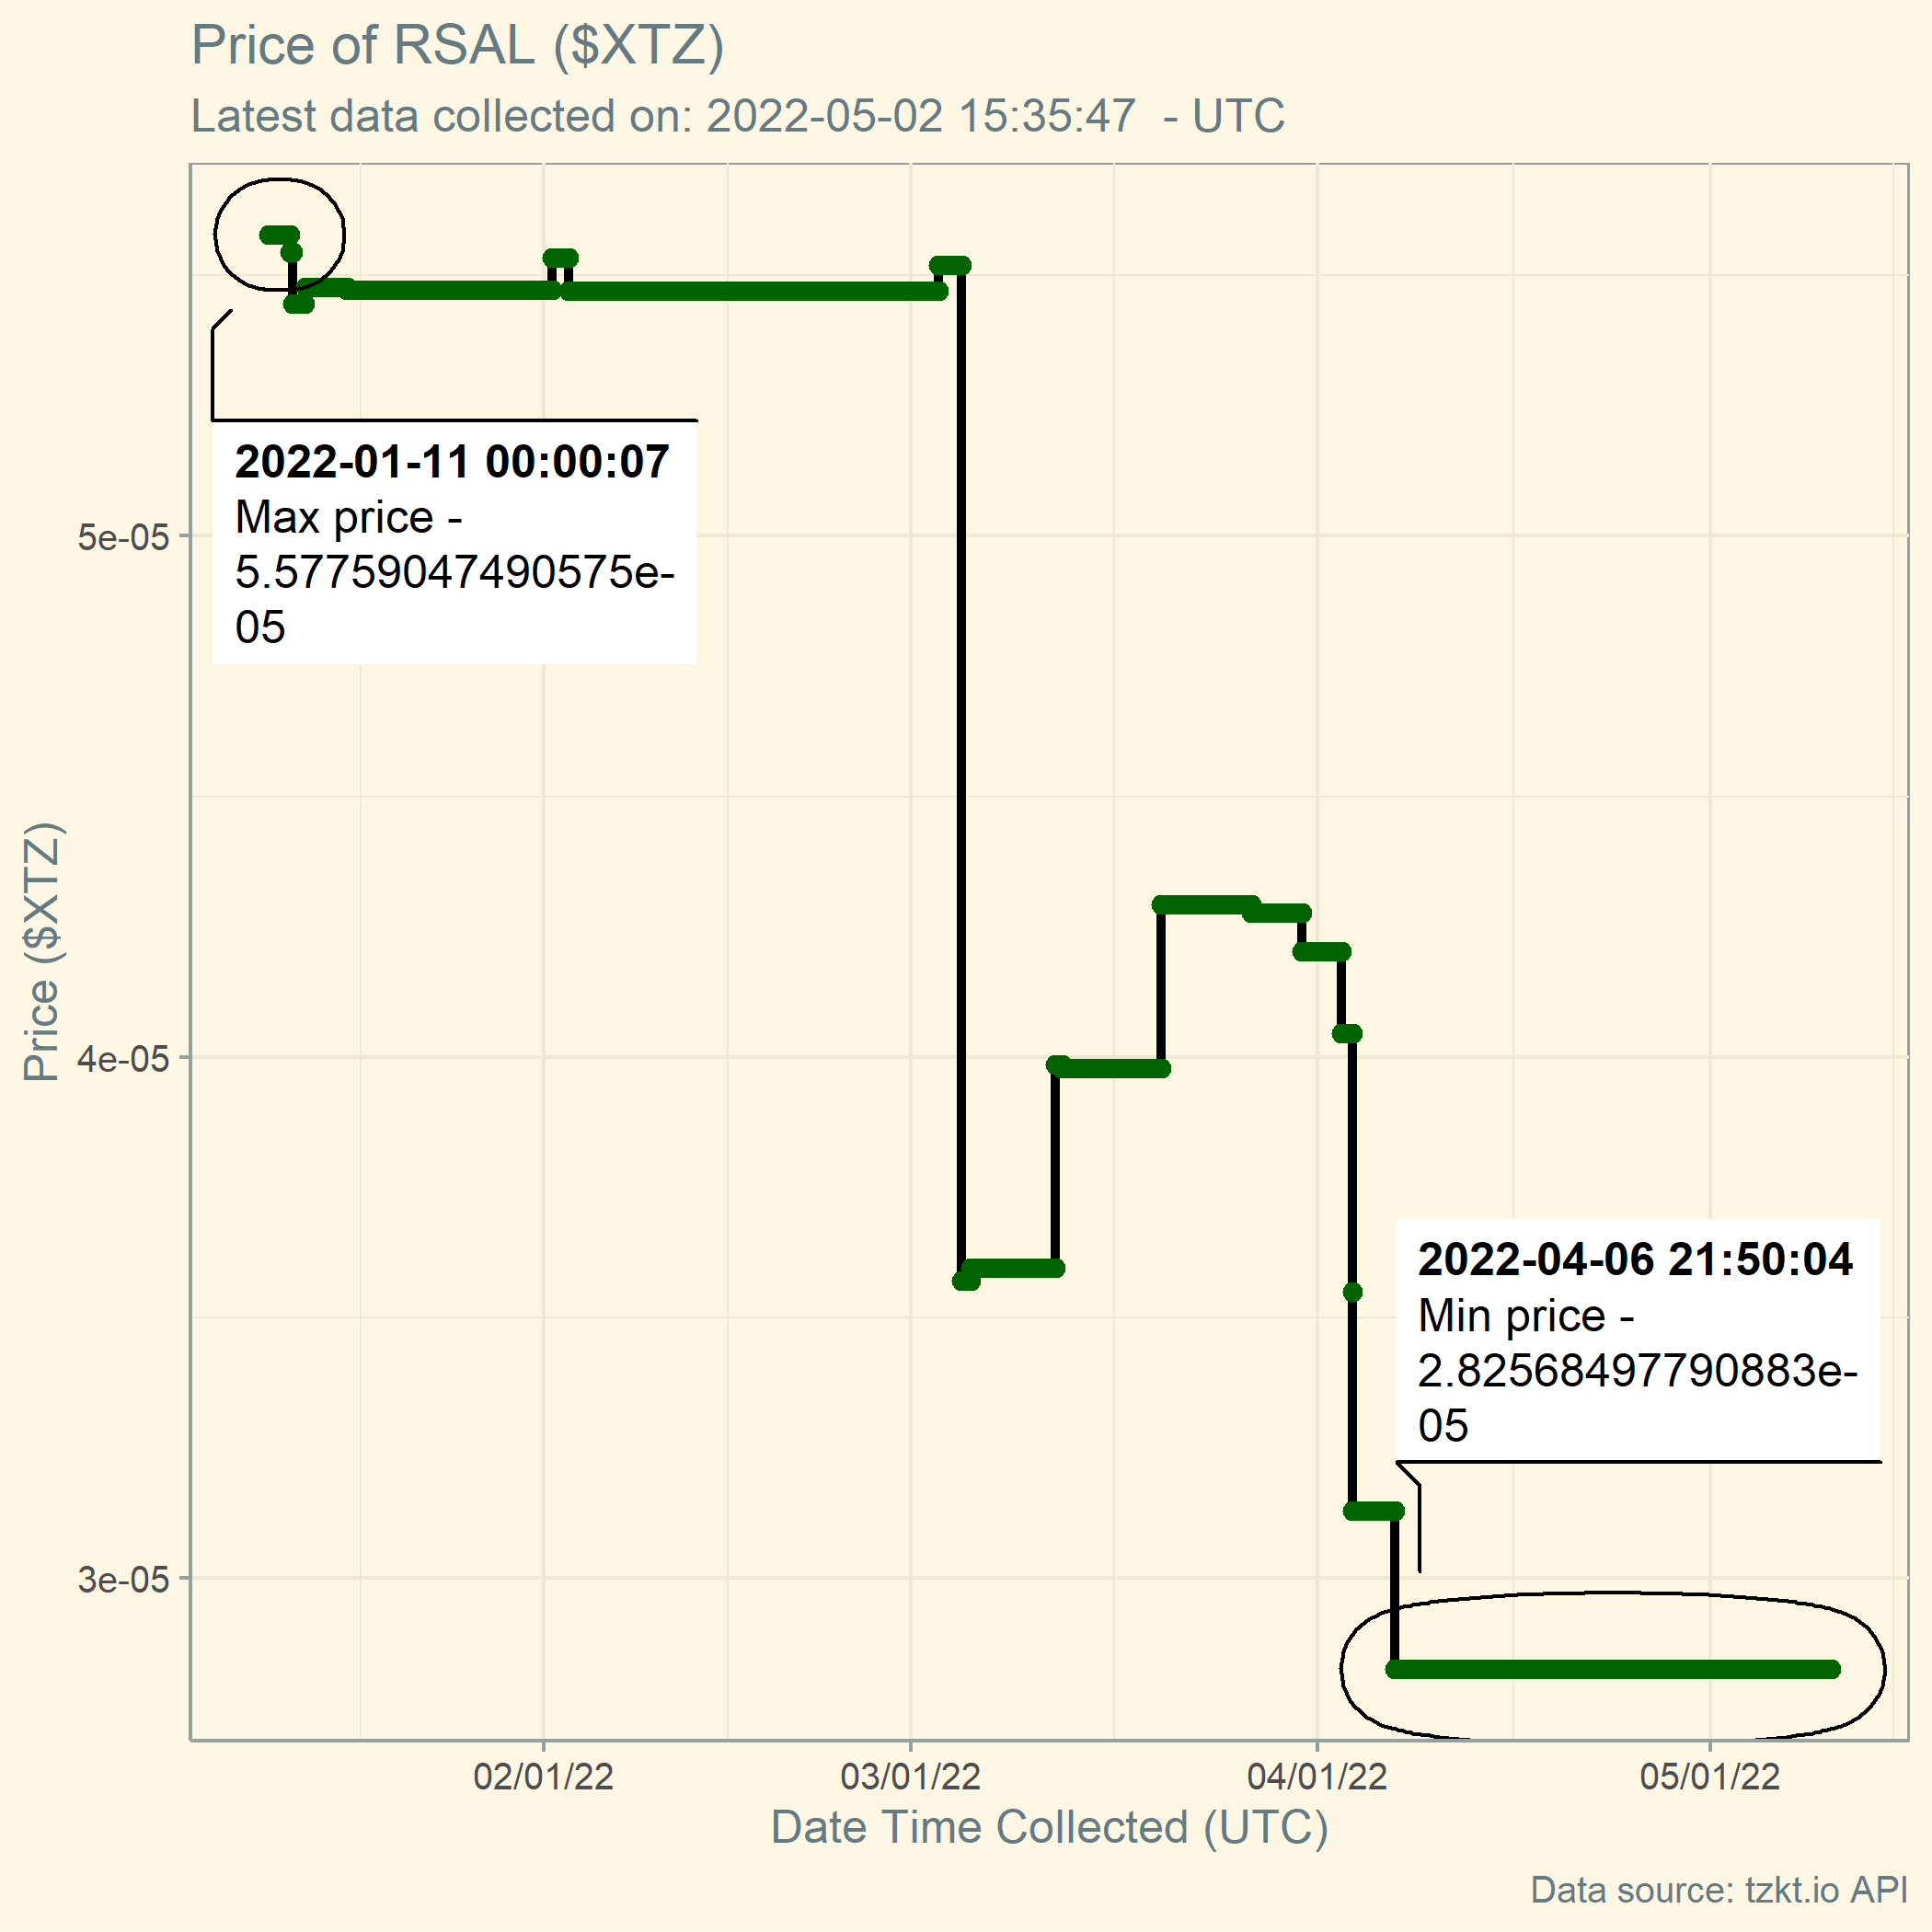 Price of RSAL ($XTZ)
Latest data collected on: 2022-05-02 15:35:47  - UTC
2022-01-11 00:00:07
Max price -
5.57759047490575e-
05
5e-05
4e-05
3e-05
Price ($XTZ)
2022-04-06 21:50:04
Min price -
2.82568497790883e-
05
02/01/22
03/01/22
04/01/22
05/01/22
Date Time Collected (UTC)
Data source: tzkt.io API